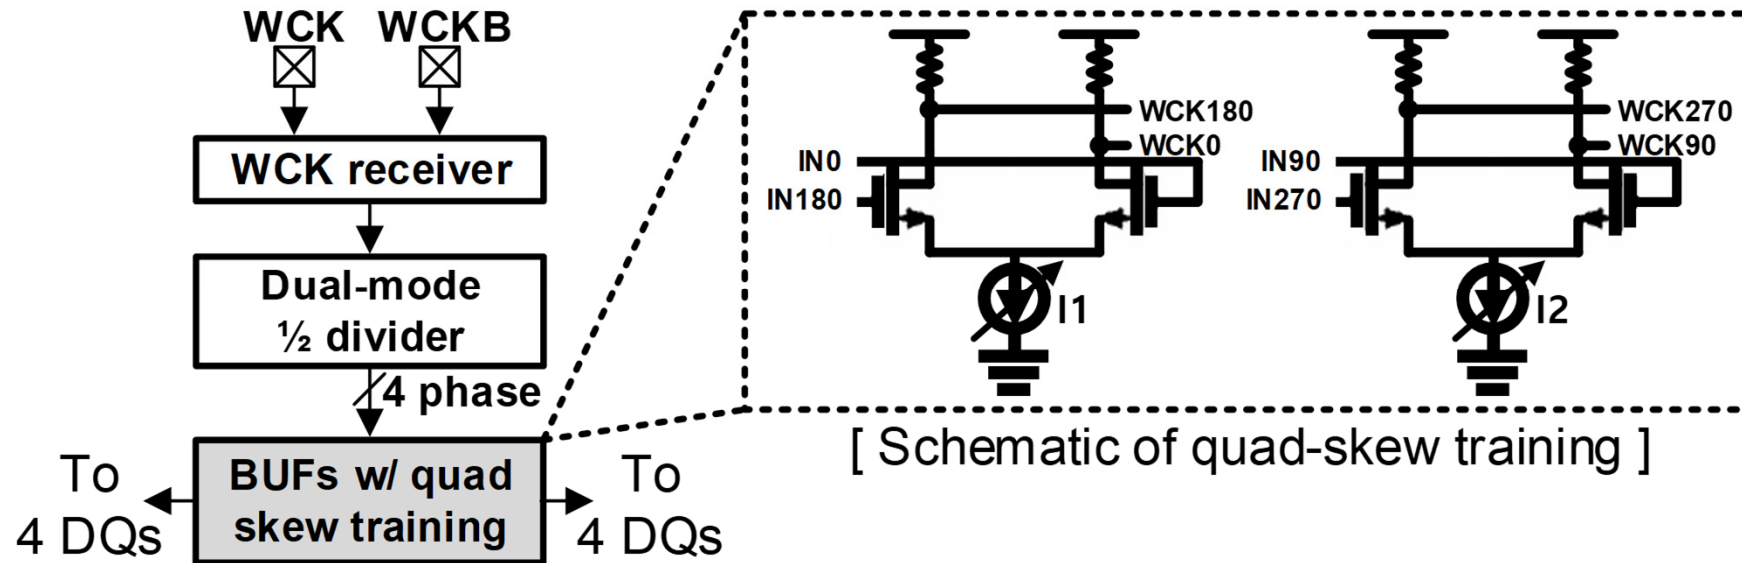 WCK WCKB
WCK receiver
Dual-mode
½ divider
4 phase
BUFs w/ quad
skew training
To
4 DQs
To
4 DQs
WCK180
WCK0
IN0
IN180
I1
WCK270
WCK90
IN90
IN270
I2
[ Schematic of quad-skew training ]